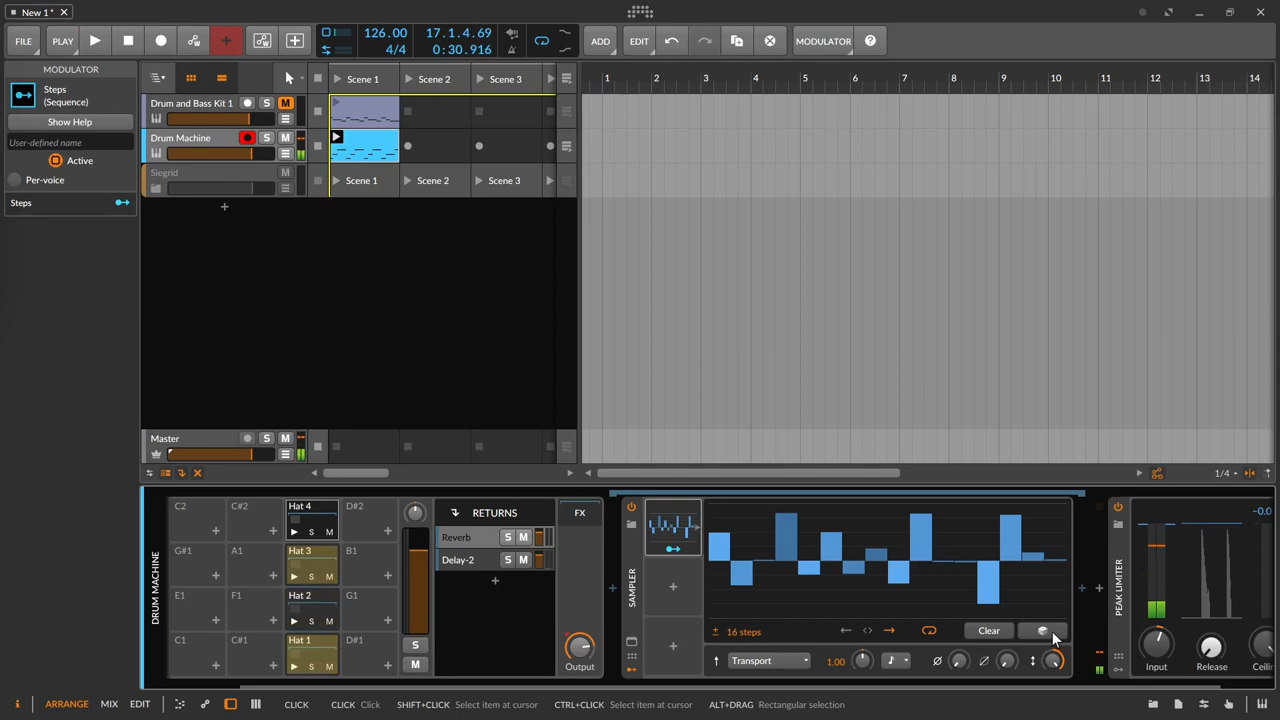 New 1*
FILE
PLAY
126.00
4/4
17.1.4.69
0:30.916
ADD
EDIT
MODULATOR
MODULATOR
Steps
(Sequence)
Show Help
User-defined name
Active
Per-voice
Steps
Scene 1
Scene 2
Scene 3
Drum and Bass Kit 1
S
M
Drum Machine
S
M
Siegrid
M
Scene 1
Scene 2
Scene 3
Master
S
M
1 2 3 4 5 6 7 8 9 10 11 12 13 14
1/4
DRUM MACHINE
C2
C#2
Hat 4
S M
D#2
G#1
A1
Hat 3
S M
B1
E1
F1
Hat 2
S M
G1
C1
C#1
Hat 1
S M
D#1
S
M
RETURNS
Reverb
S M
Delay-2
S M
FX
Output
SAMPLER
16 steps
Clear
Transport
1.00
PEAK LIMITER
-0.0
Input
Release
Ceilin
ARRANGE
MIX
EDIT
CLICK
CLICK Click
SHIFT+CLICK Select item at cursor
CTRL+CLICK Select item at cursor
ALT+DRAG Rectangular selection